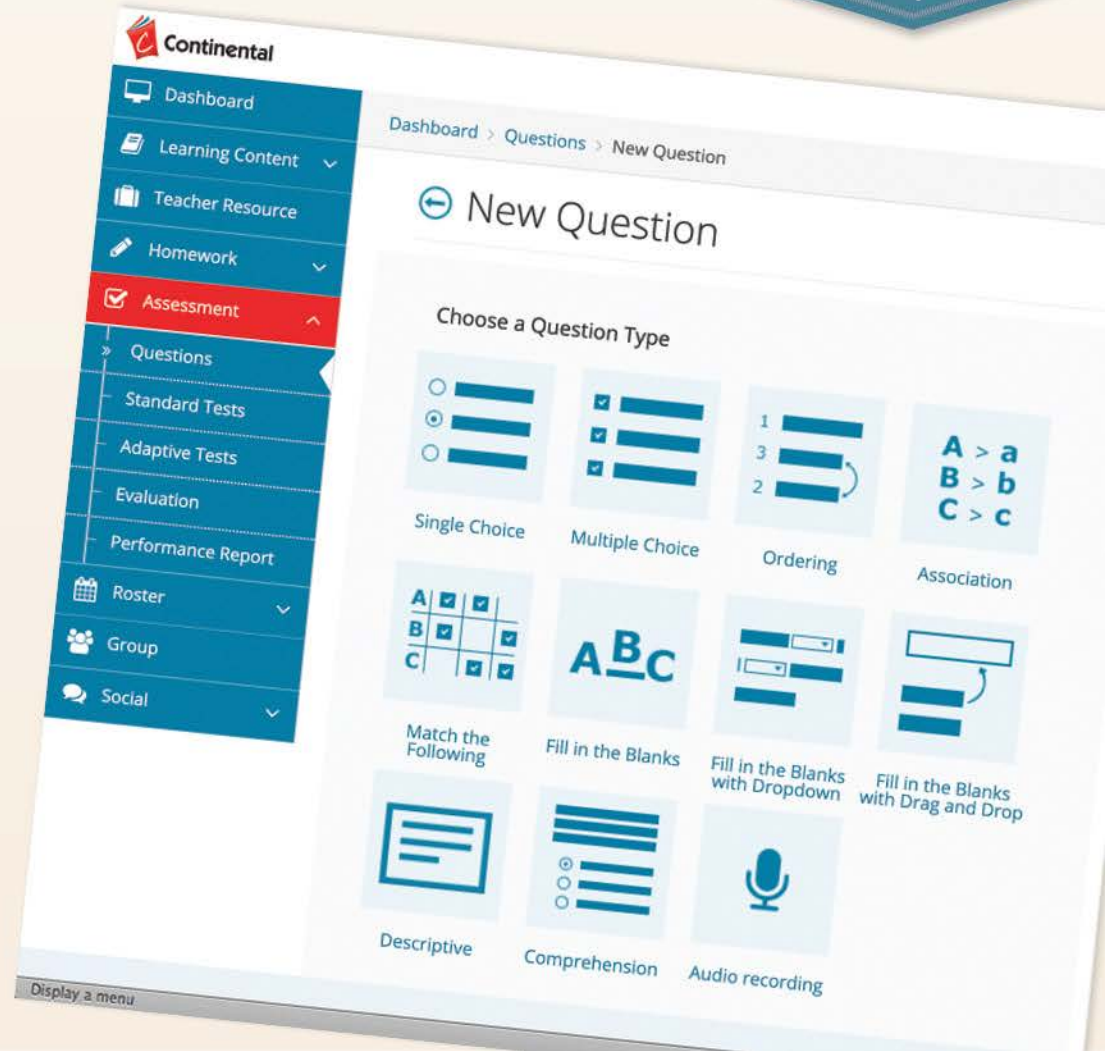 Continental
Dashboard
Learning Content
Teacher Resource
Homework
Assessment
Questions
Standard Tests
Adaptive Tests
Evaluation
Performance Report
Roster
Group
Social
Dashboard > Questions > New Question
New Question
Choose a Question Type
1
3
2
A > a
B > b
C > c
Single Choice
Multiple Choice
Ordering
Association
A
B
C
ABC
Match the
Following
Fill in the Blanks
Fill in the Blanks
with Dropdown
Fill in the Blanks
with Drag and Drop
Descriptive
Comprehension
Audio recording
Display a menu